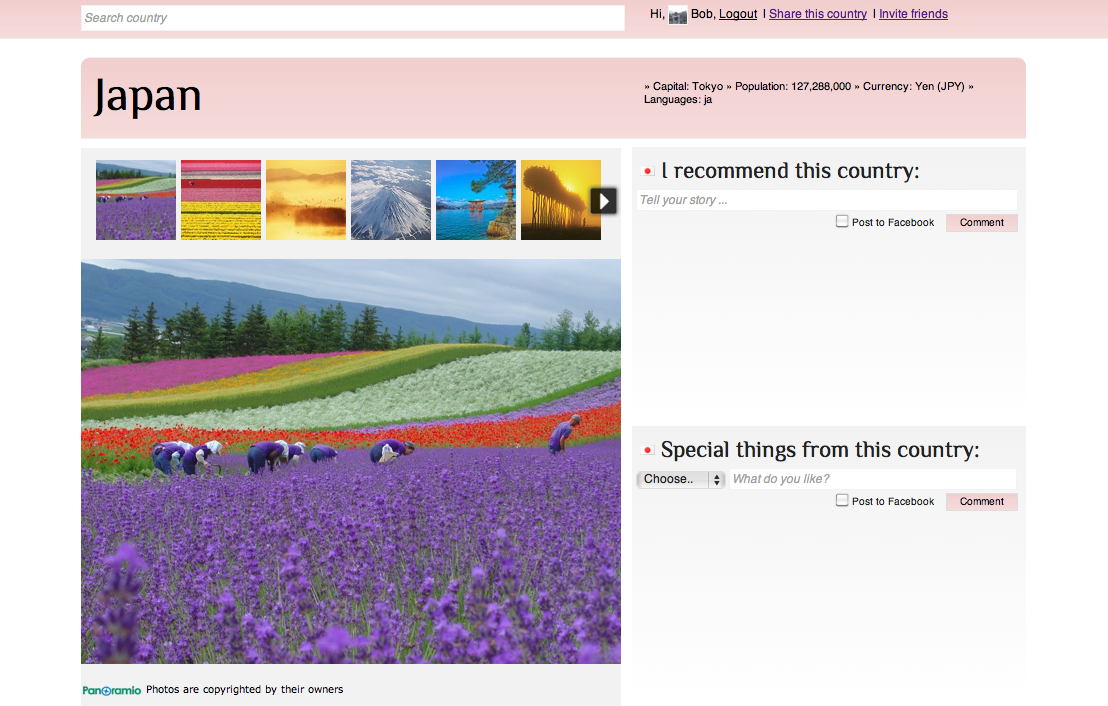 Search country
Hi, Bob, Logout | Share this country | Invite friends
Japan
» Capital: Tokyo » Population: 127,288,000 » Currency: Yen (JPY) »
Languages: ja
I recommend this country:
Tell your story ...
Post to Facebook Comment
Special things from this country:
Choose.. What do you like?
Post to Facebook Comment
Panoramio Photos are copyrighted by their owners